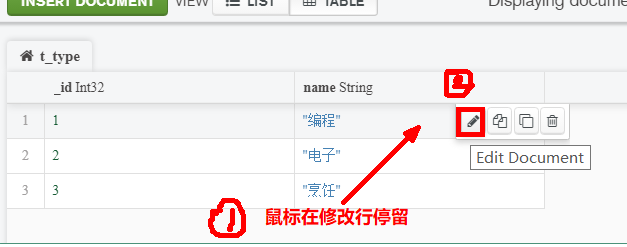 INSERT DOCUMENT VIEW LIST TABLE Displaying docume
t_type
_id Int32 name String
2
1 1 "编程"
Edit Document
2 2 "电子"
3 3 "烹饪"
1 鼠标在修改行停留